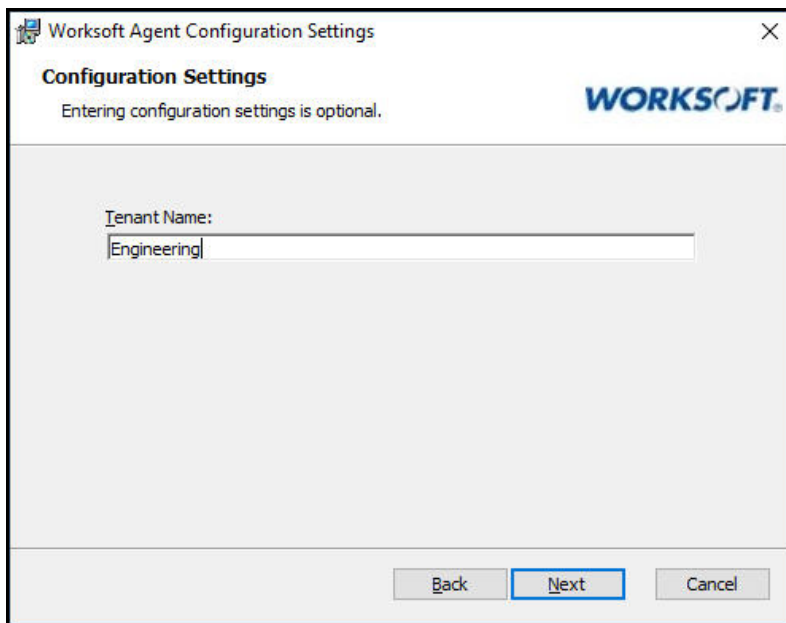 Worksoft Agent Configuration Settings
Configuration Settings
Entering configuration settings is optional.
WORKSOFT®
Tenant Name:
Engineering
Back Next Cancel